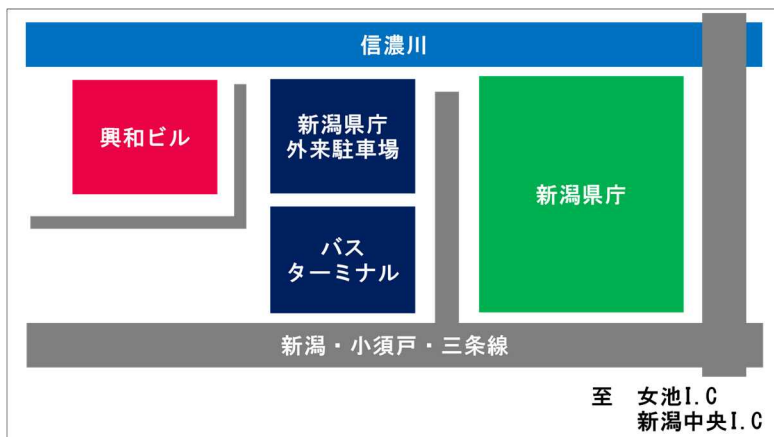 信濃川
興和ビル
新潟県庁
外来駐車場
新潟県庁
バス
ターミナル
新潟・小須戸・三条線
至 女池I.C
新潟中央I.C